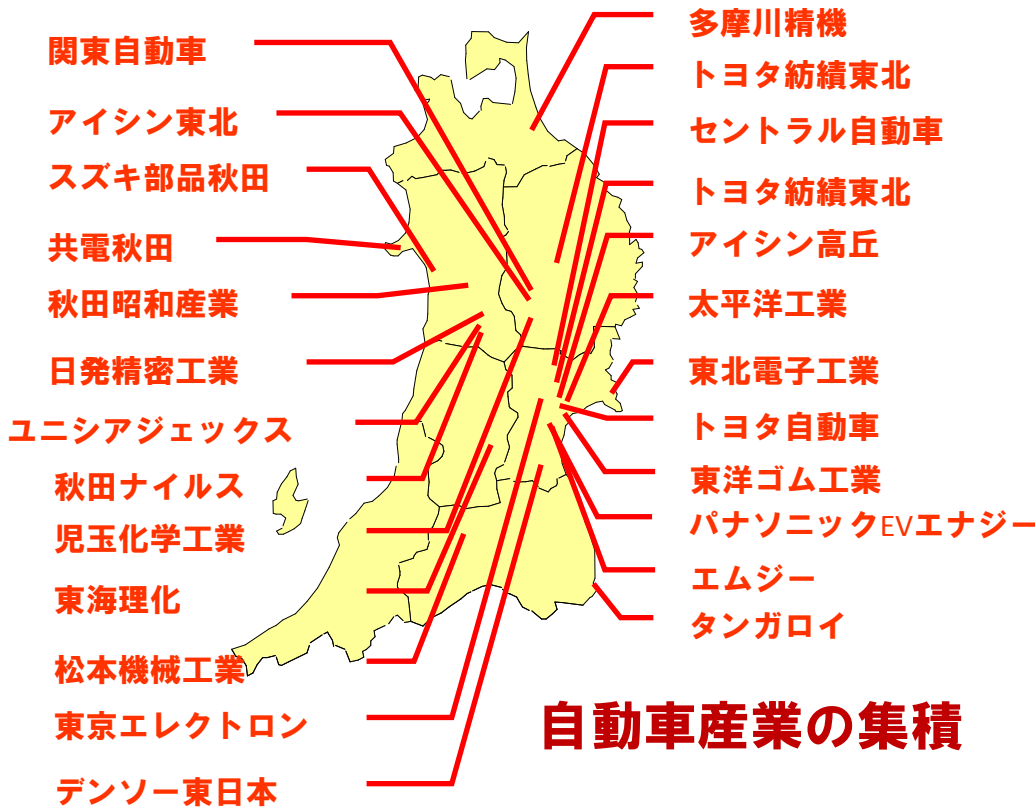 関東自動車
アイシン東北
スズキ部品秋田
共電秋田
秋田昭和産業
日発精密工業
ユニシアジェックス
秋田ナイルス
児玉化学工業
東海理化
松本機械工業
東京エレクトロン
デンソー東日本
多摩川精機
トヨタ紡績東北
セントラル自動車
トヨタ紡績東北
アイシン高丘
太平洋工業
東北電子工業
トヨタ自動車
東洋ゴム工業
パナソニックEVエナジー
エムジー
タンガロイ
自動車産業の集積